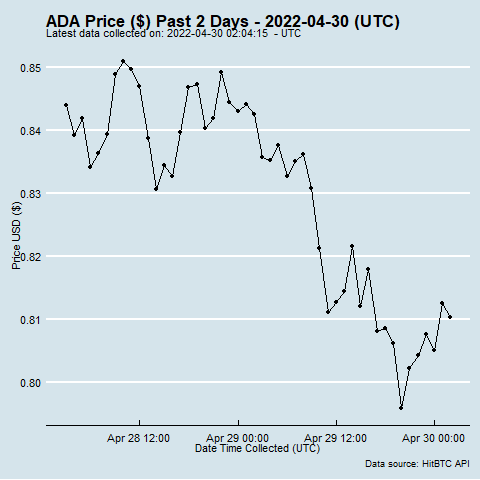 ADA Price ($) Past 2 Days - 2022-04-30 (UTC)
Latest data collected on: 2022-04-30 02:04:15  - UTC
0.85
0.84
0.83
0.82
0.81
0.80
Price USD ($)
Apr 28 12:00
Apr 29 00:00
Apr 29 12:00
Apr 30 00:00
Date Time Collected (UTC)
Data source: HitBTC API